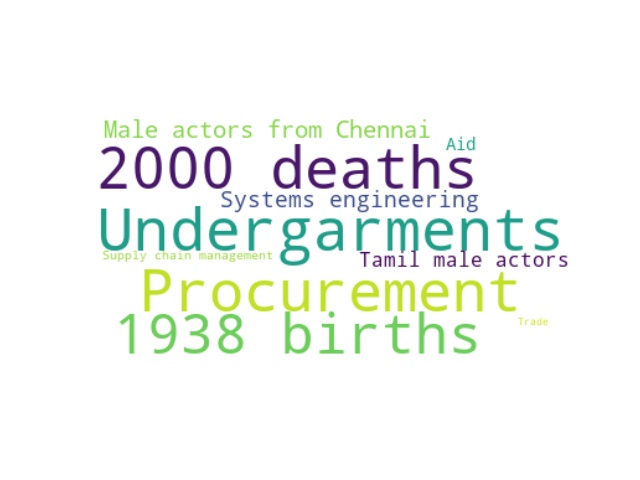 Male actors from Chennai
Aid
2000 deaths
Systems engineering
Undergarments
Supply chain management
Tamil male actors
Procurement
1938 births
Trade